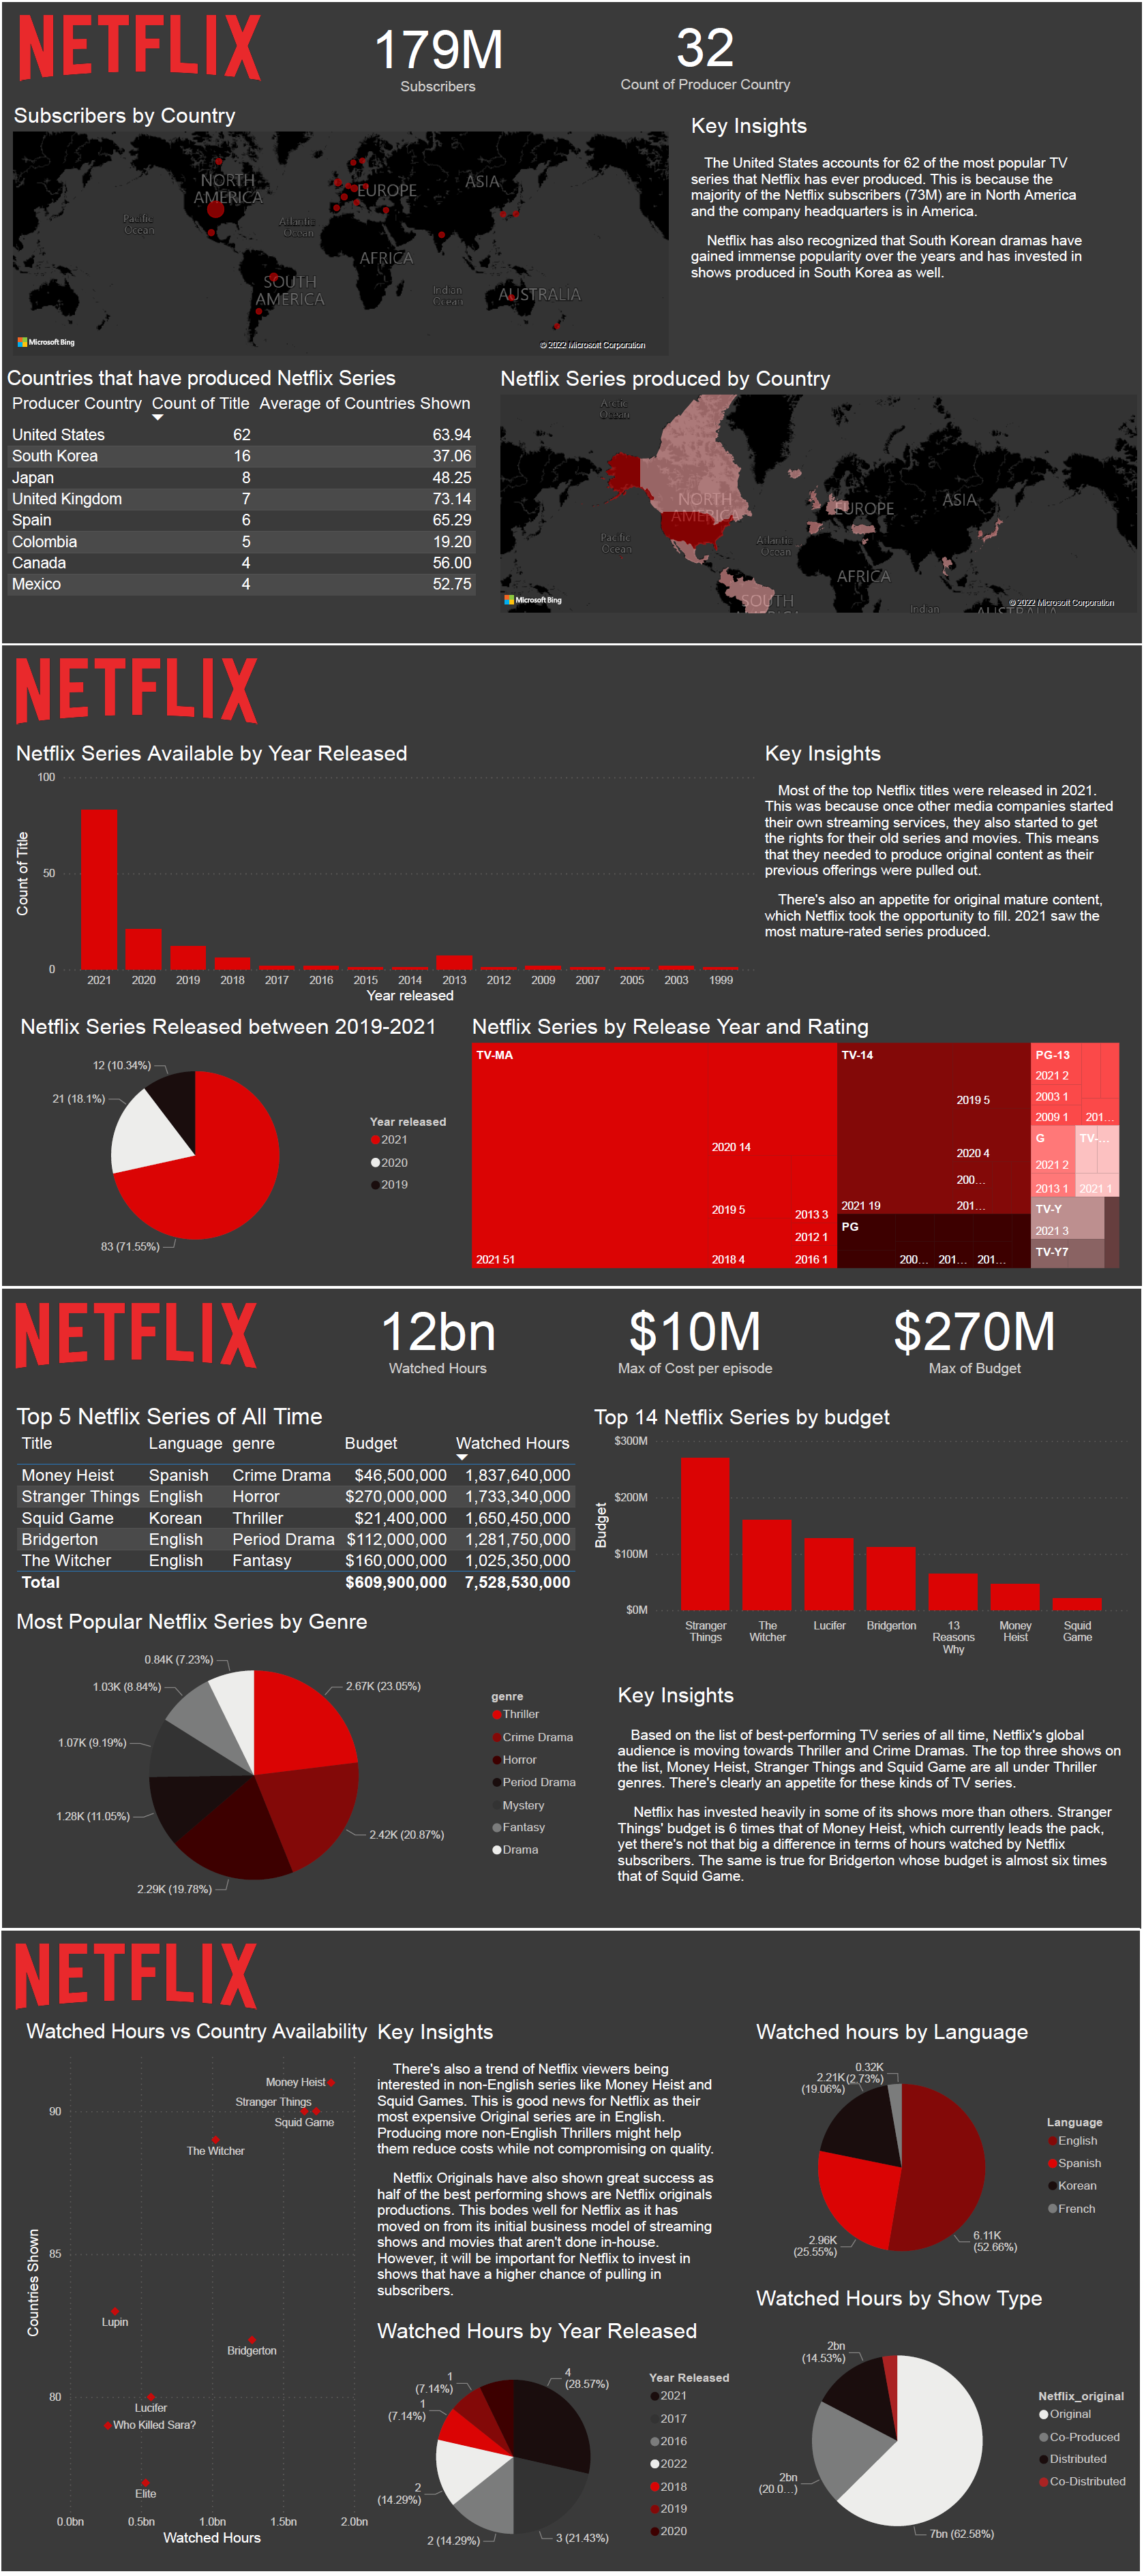 NETFLIX
179M
Subscribers
32
Count of Producer Country
Subscribers by Country
NORTH
AMERICA
EUROPE
ASIA
Pacific
Ocean
Atlantic
Ocean
AFRICA
SOUTH
AMERICA
Indian
Ocean
AUSTRALIA
Microsoft Bing
© 2022 Microsoft Corporation
Key Insights
The United States accounts for 62 of the most popular TV
series that Netflix has ever produced. This is because the
majority of the Netflix subscribers (73M) are in North America
and the company headquarters is in America.
Netflix has also recognized that South Korean dramas have
gained immense popularity over the years and has invested in
shows produced in South Korea as well.
Countries that have produced Netflix Series
Producer Country Count of Title Average of Countries Shown
United States 62 63.94
South Korea 16 37.06
Japan 8 48.25
United Kingdom 7 73.14
Spain 6 65.29
Colombia 5 19.20
Canada 4 56.00
Mexico 4 52.75
Netflix Series produced by Country
Arctic
Ocean
NORTH
AMERICA
EUROPE
ASIA
Pacific
Ocean
Atlantic
Ocean
AFRICA
SOUTH
AMERICA
Indian
AUSTRALIA
Microsoft Bing
© 2022 Microsoft Corporation
NETFLIX
Netflix Series Available by Year Released
100
50
0
Count of Title
2021 2020 2019 2018 2017 2016 2015 2014 2013 2012 2009 2007 2005 2003 1999
Year released
Key Insights
Most of the top Netflix titles were released in 2021.
This was because once other media companies started
their own streaming services, they also started to get
the rights for their old series and movies. This means
that they needed to produce original content as their
previous offerings were pulled out.
There's also an appetite for original mature content,
which Netflix took the opportunity to fill. 2021 saw the
most mature-rated series produced.
Netflix Series Released between 2019-2021
12 (10.34%)
21 (18.1%)
83 (71.55%)
Year released
2021
2020
2019
Netflix Series by Release Year and Rating
TV-MA
2021 51
2020 14
2019 5
2018 4
2013 3
2012 1
2016 1
TV-14
2021 19
2019 5
2020 4
200...
201...
PG
200...
201...
201...
PG-13
2021 2
2003 1
2009 1
201...
G
2021 2
2013 1
TV-...
2021 1
TV-Y
2021 3
TV-Y7
NETFLIX
12bn
Watched Hours
$10M
Max of Cost per episode
$270M
Max of Budget
Top 5 Netflix Series of All Time
Title Language genre Budget Watched Hours
Money Heist Spanish Crime Drama $46,500,000 1,837,640,000
Stranger Things English Horror $270,000,000 1,733,340,000
Squid Game Korean Thriller $21,400,000 1,650,450,000
Bridgerton English Period Drama $112,000,000 1,281,750,000
The Witcher English Fantasy $160,000,000 1,025,350,000
Total $609,900,000 7,528,530,000
Top 14 Netflix Series by budget
$300M
$200M
$100M
$0M
Budget
Stranger
Things
The
Witcher
Lucifer
Bridgerton
13
Reasons
Why
Money
Heist
Squid
Game
Most Popular Netflix Series by Genre
0.84K (7.23%)
1.03K (8.84%)
1.07K (9.19%)
1.28K (11.05%)
2.29K (19.78%)
2.67K (23.05%)
2.42K (20.87%)
genre
Thriller
Crime Drama
Horror
Period Drama
Mystery
Fantasy
Drama
Key Insights
Based on the list of best-performing TV series of all time, Netflix's global
audience is moving towards Thriller and Crime Dramas. The top three shows on
the list, Money Heist, Stranger Things and Squid Game are all under Thriller
genres. There's clearly an appetite for these kinds of TV series.
Netflix has invested heavily in some of its shows more than others. Stranger
Things' budget is 6 times that of Money Heist, which currently leads the pack,
yet there's not that big a difference in terms of hours watched by Netflix
subscribers. The same is true for Bridgerton whose budget is almost six times
that of Squid Game.
NETFLIX
Watched Hours vs Country Availability
90
85
80
Countries Shown
Money Heist
Stranger Things
Squid Game
The Witcher
Lupin
Bridgerton
Lucifer
Who Killed Sara?
Elite
0.0bn 0.5bn 1.0bn 1.5bn 2.0bn
Watched Hours
Key Insights
There's also a trend of Netflix viewers being
interested in non-English series like Money Heist and
Squid Games. This is good news for Netflix as their
most expensive Original series are in English.
Producing more non-English Thrillers might help
them reduce costs while not compromising on quality.
Netflix Originals have also shown great success as
half of the best performing shows are Netflix originals
productions. This bodes well for Netflix as it has
moved on from its initial business model of streaming
shows and movies that aren't done in-house.
However, it will be important for Netflix to invest in
shows that have a higher chance of pulling in
subscribers.
Watched Hours by Year Released
1
(7.14%)
1
(7.14%)
2
(14.29%)
2 (14.29%)
3 (21.43%)
4
(28.57%)
Year Released
2021
2017
2016
2022
2018
2019
2020
Watched hours by Language
0.32K
(2.73%)
2.21K
(19.06%)
2.96K
(25.55%)
6.11K
(52.66%)
Language
English
Spanish
Korean
French
Watched Hours by Show Type
2bn
(14.53%)
2bn
(20.0...)
7bn (62.58%)
Netflix_original
Original
Co-Produced
Distributed
Co-Distributed